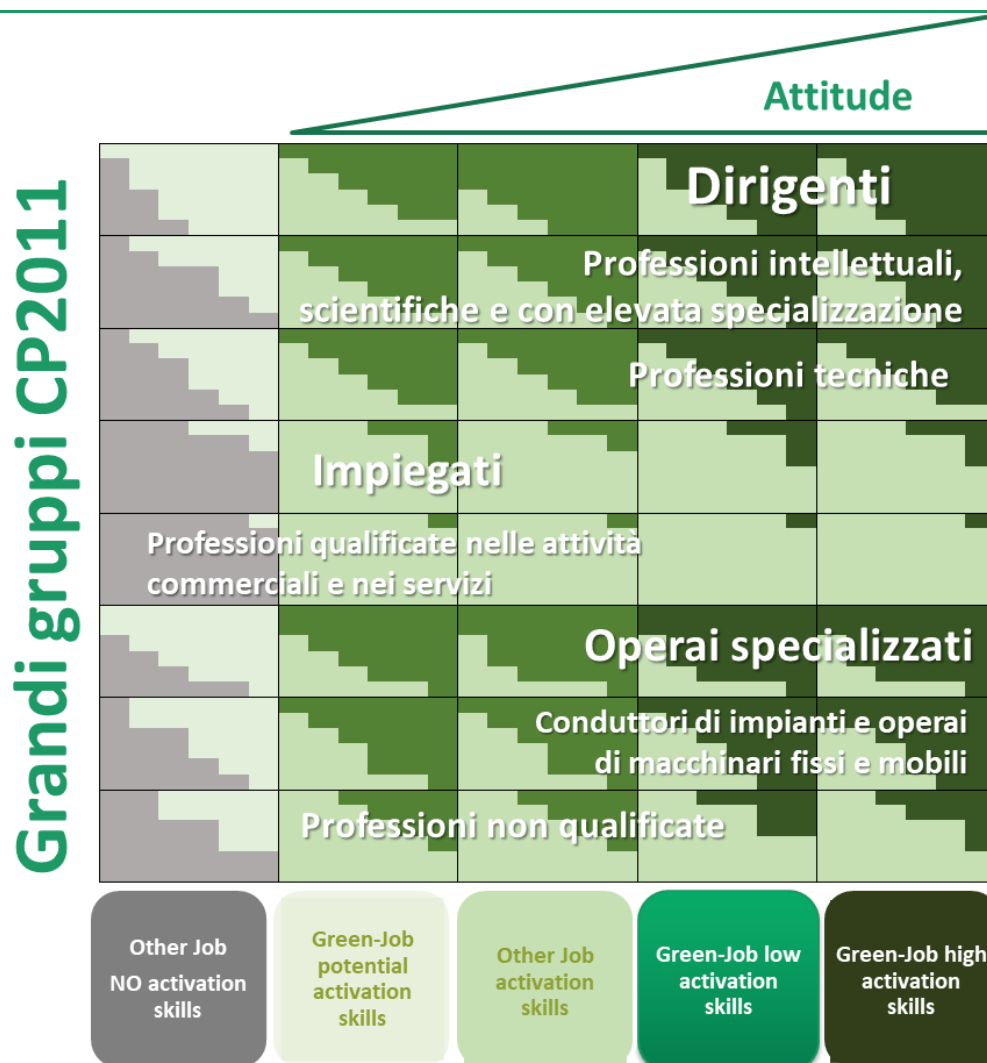 Attitude
Grandi gruppi CP2011
Dirigenti
Professioni intellettuali,
scientifiche e con elevata specializzazione
Professioni tecniche
Impiegati
Professioni qualificate nelle attività
commerciali e nei servizi
Operai specializzati
Conduttori di impianti e operai
di macchinari fissi e mobili
Professioni non qualificate
Other Job
NO activation
skills
Green-Job
potential
activation
skills
Other Job
activation
skills
Green-Job low
activation
skills
Green-Job high
activation
skills